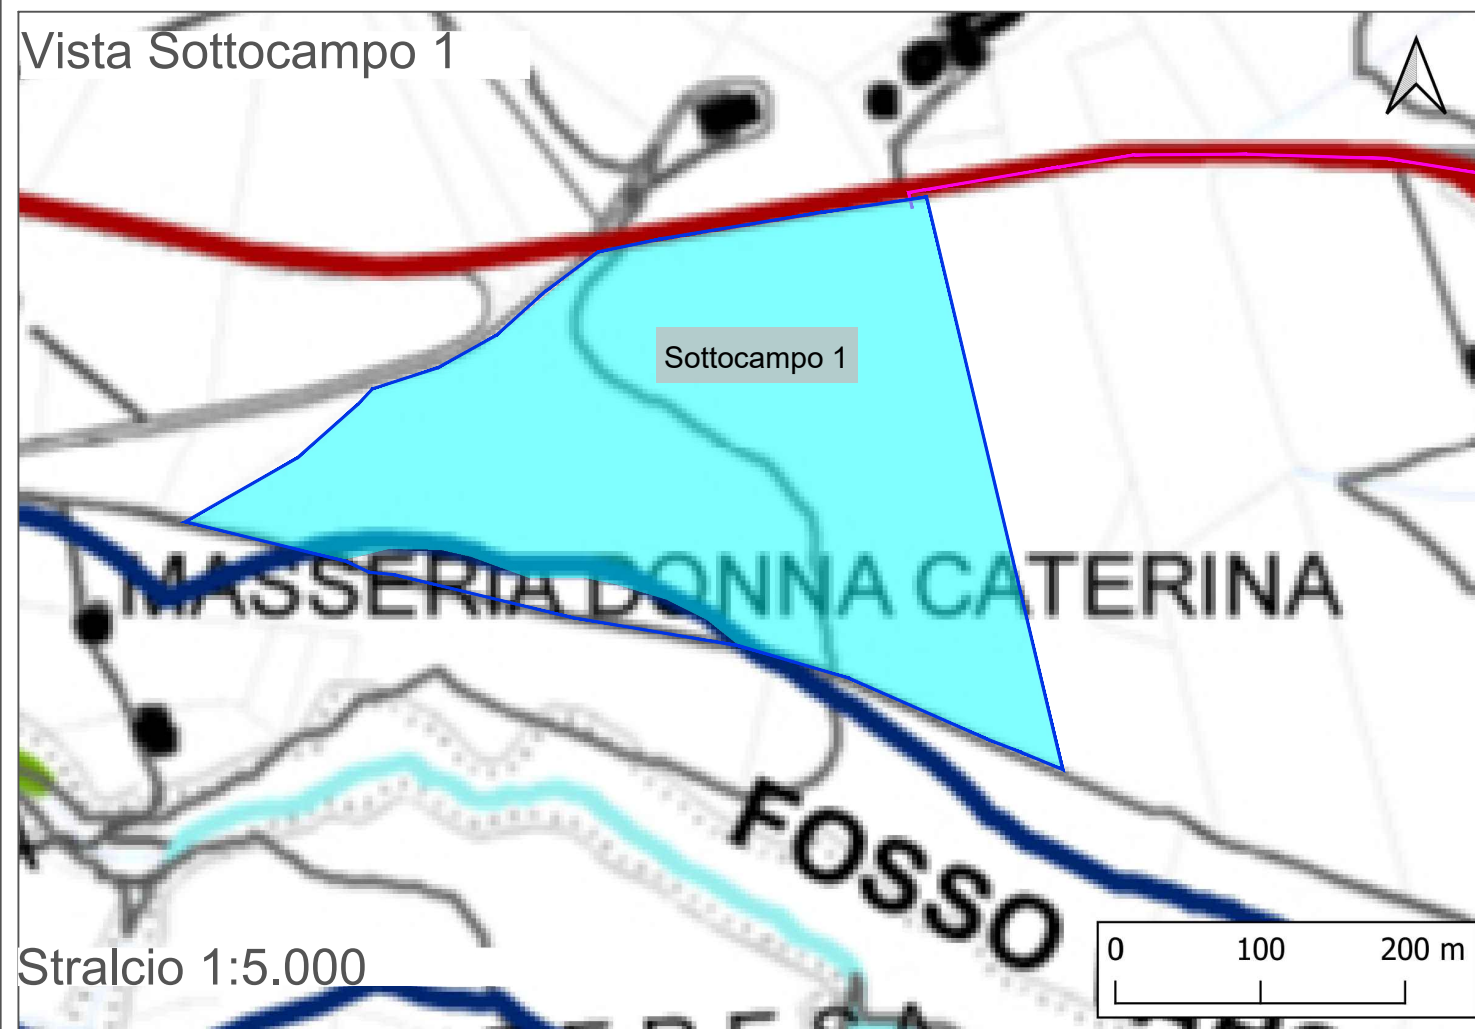 Vista Sottocampo 1
Sottocampo 1
MASSERIA DONNA CATERINA
FOSSO
Stralcio 1:5.000
0 100 200 m